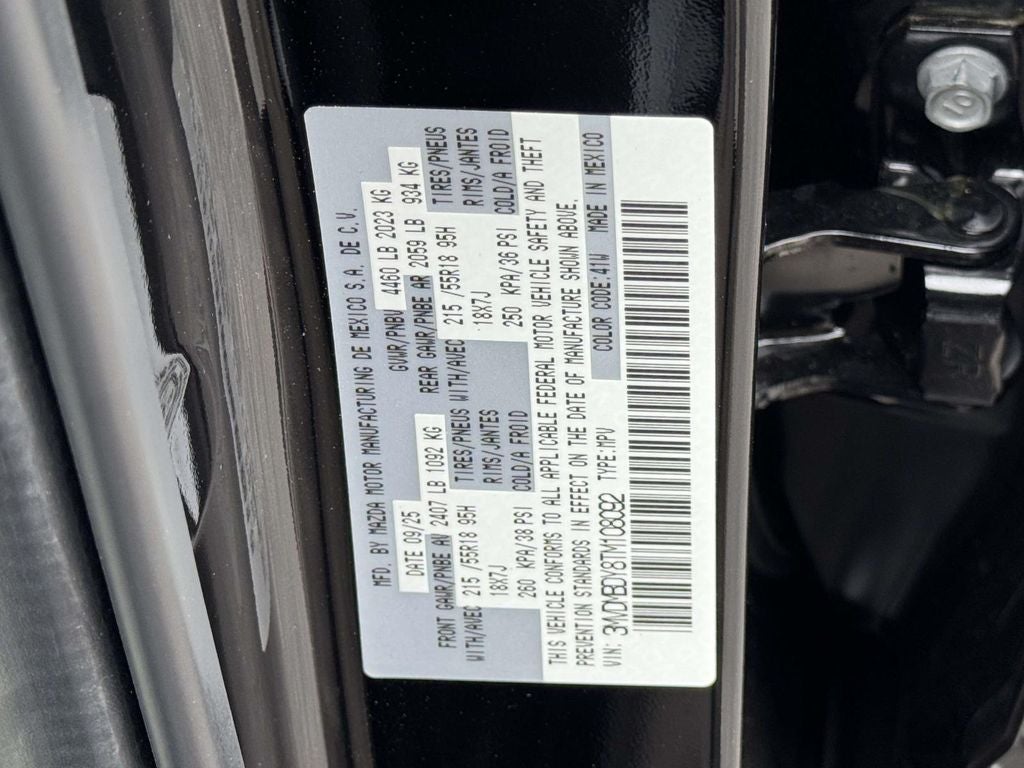 MFD. BY MAZDA MOTOR MANUFACTURING DE MEXICO S.A. DE C.V.
DATE 09/25 GVWR/PNBV 4460 LB 2023 KG
FRONT GAWR/PNBE AV 2407 LB 1092 KG REAR GAWR/PNBE AR 2059 LB 934 KG
WITH/AVEC 215 /55R18 95H TIRES/PNEUS WITH/AVEC 215 /55R18 95H TIRES/PNEUS
18X7J RIMS/JANTES 18X7J RIMS/JANTES
260 KPA/38 PSI COLD/A FROID 250 KPA/36 PSI COLD/A FROID
THIS VEHICLE CONFORMS TO ALL APPLICABLE FEDERAL MOTOR VEHICLE SAFETY AND THEFT
PREVENTION STANDARDS IN EFFECT ON THE DATE OF MANUFACTURE SHOWN ABOVE.
VIN: 3MVDMBDY8TM108092 TYPE:MPV COLOR CODE:41W MADE IN MEXICO
10